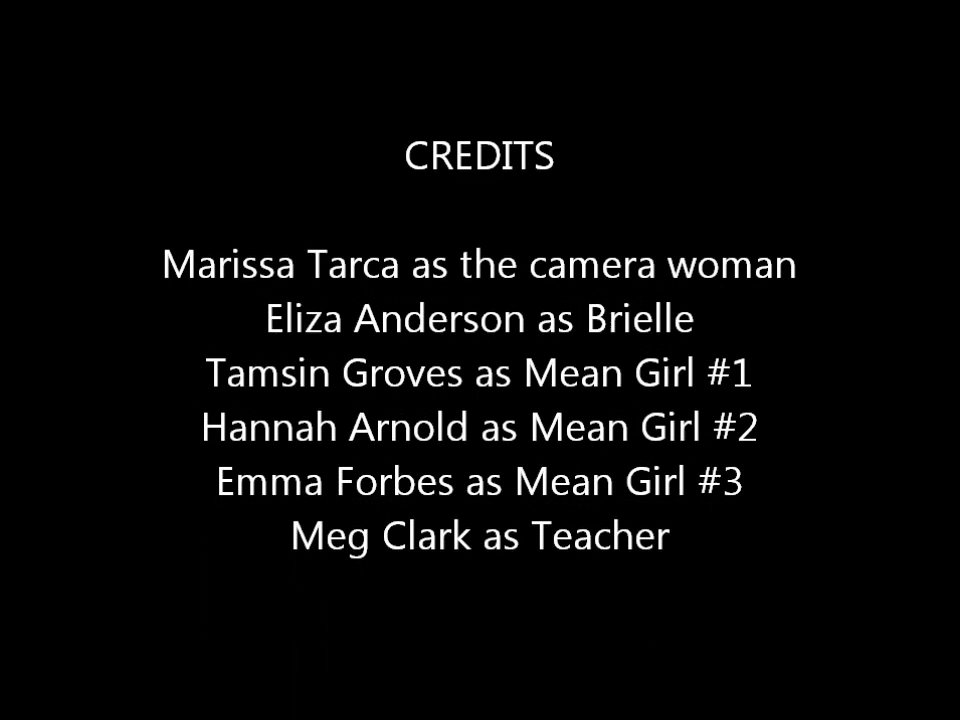 CREDITS
Marissa Tarca as the camera woman
Eliza Anderson as Brielle
Tamsin Groves as Mean Girl #1
Hannah Arnold as Mean Girl #2
Emma Forbes as Mean Girl #3
Meg Clark as Teacher